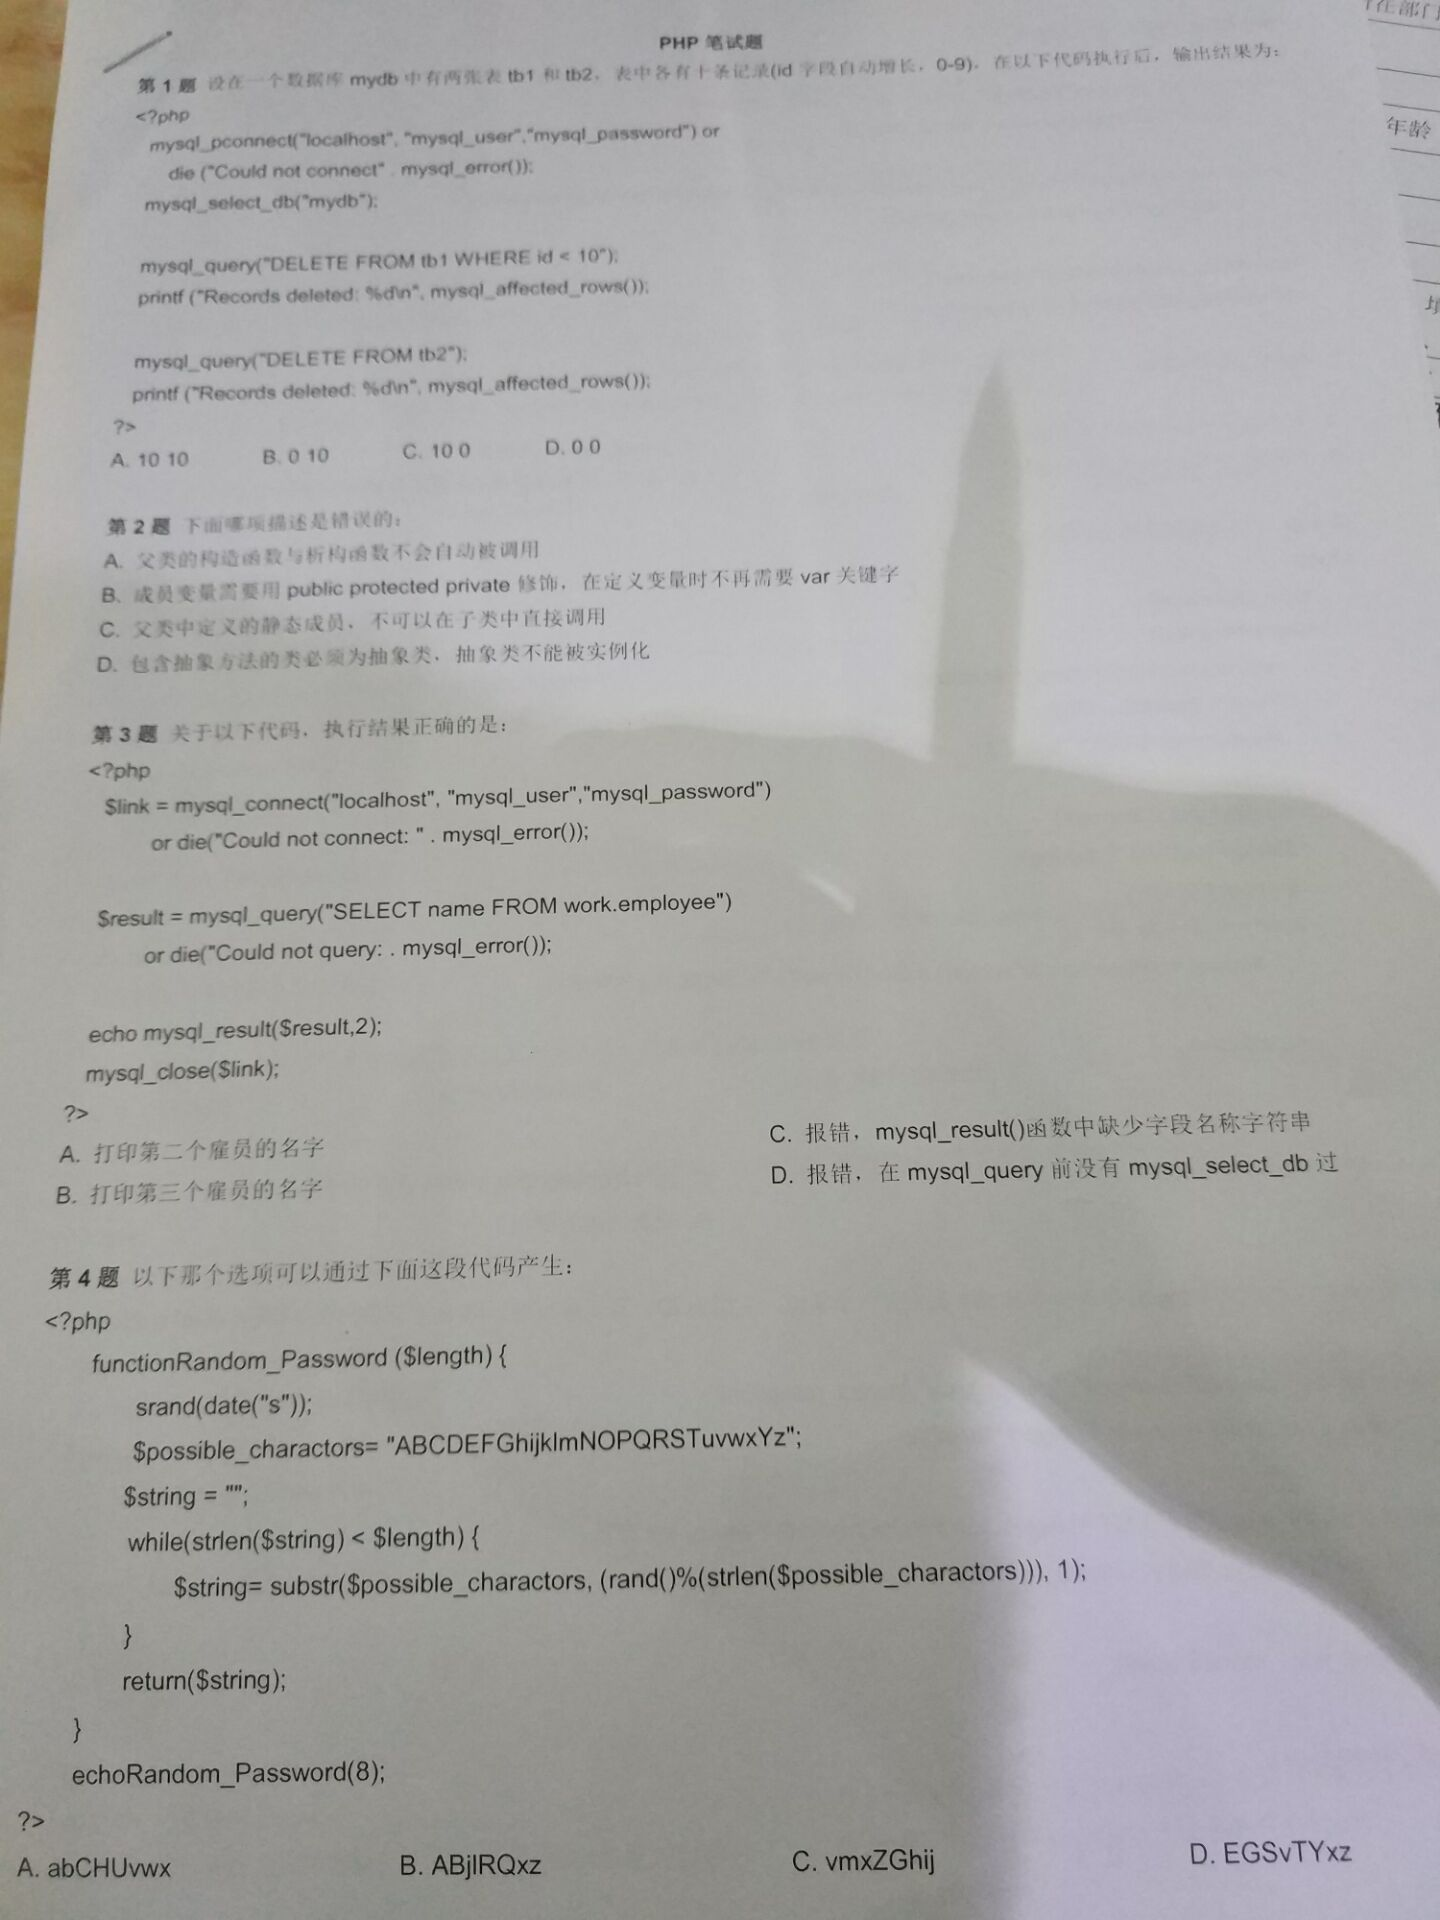 PHP 笔试题
第 1 题 设在一个数据库 mydb 中有两张表 tb1 和 tb2，表中各有十条记录(id 字段自动增长，0-9)，在以下代码执行后，输出结果为：
<?php
mysql_pconnect("localhost", "mysql_user","mysql_password") or
die ("Could not connect" . mysql_error());
mysql_select_db("mydb");
mysql_query("DELETE FROM tb1 WHERE id < 10");
printf ("Records deleted: %d\n", mysql_affected_rows());
mysql_query("DELETE FROM tb2");
printf ("Records deleted: %d\n", mysql_affected_rows());
?>
A. 10 10 B. 0 10 C. 10 0 D. 0 0
第 2 题 下面哪项描述是错误的：
A. 父类的构造函数与析构函数不会自动被调用
B. 成员变量需要用 public protected private 修饰，在定义变量时不再需要 var 关键字
C. 父类中定义的静态成员，不可以在子类中直接调用
D. 包含抽象方法的类必须为抽象类，抽象类不能被实例化
第 3 题 关于以下代码，执行结果正确的是：
<?php
$link = mysql_connect("localhost", "mysql_user","mysql_password")
or die("Could not connect: " . mysql_error());
$result = mysql_query("SELECT name FROM work.employee")
or die("Could not query: . mysql_error());
echo mysql_result($result,2);
mysql_close($link);
?>
A. 打印第二个雇员的名字
B. 打印第三个雇员的名字
C. 报错，mysql_result()函数中缺少字段名称字符串
D. 报错，在 mysql_query 前没有 mysql_select_db 过
第 4 题 以下那个选项可以通过下面这段代码产生：
<?php
functionRandom_Password ($length) {
srand(date("s"));
$possible_charactors= "ABCDEFGhijklmNOPQRSTuvwxYz";
$string = "";
while(strlen($string) < $length) {
$string= substr($possible_charactors, (rand()%(strlen($possible_charactors))), 1);
}
return($string);
}
echoRandom_Password(8);
?>
A. abCHUvwx B. ABjlRQxz C. vmxZGhij D. EGSvTYxz
年龄